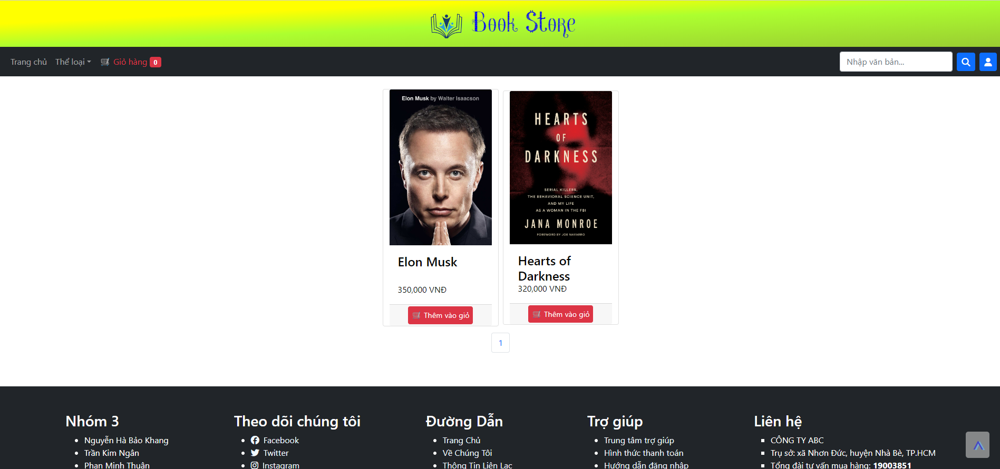 Book Store
Trang chủ Thể loại Giỏ hàng 0
Nhập văn bản...
Elon Musk by Walter Isaacson
Elon Musk
350,000 VNĐ
Thêm vào giỏ
HEARTS
OF
DARKNESS
SERIAL KILLERS,
THE BEHAVIORAL SCIENCE UNIT,
AND MY LIFE
AS A WOMAN IN THE FBI
JANA MONROE
FOREWORD BY JOE NAVARRO
Hearts of
Darkness
320,000 VNĐ
Thêm vào giỏ
1
Nhóm 3
Nguyễn Hà Bảo Khang
Trần Kim Ngân
Phan Minh Thuận
Theo dõi chúng tôi
Facebook
Twitter
Instagram
Đường Dẫn
Trang Chủ
Về Chúng Tôi
Thông Tin Liên Lạc
Trợ giúp
Trung tâm trợ giúp
Hình thức thanh toán
Hướng dẫn đăng nhập
Liên hệ
CÔNG TY ABC
Trụ sở: xã Nhơn Đức, huyện Nhà Bè, TP.HCM
Tổng đài tư vấn mua hàng: 19003851